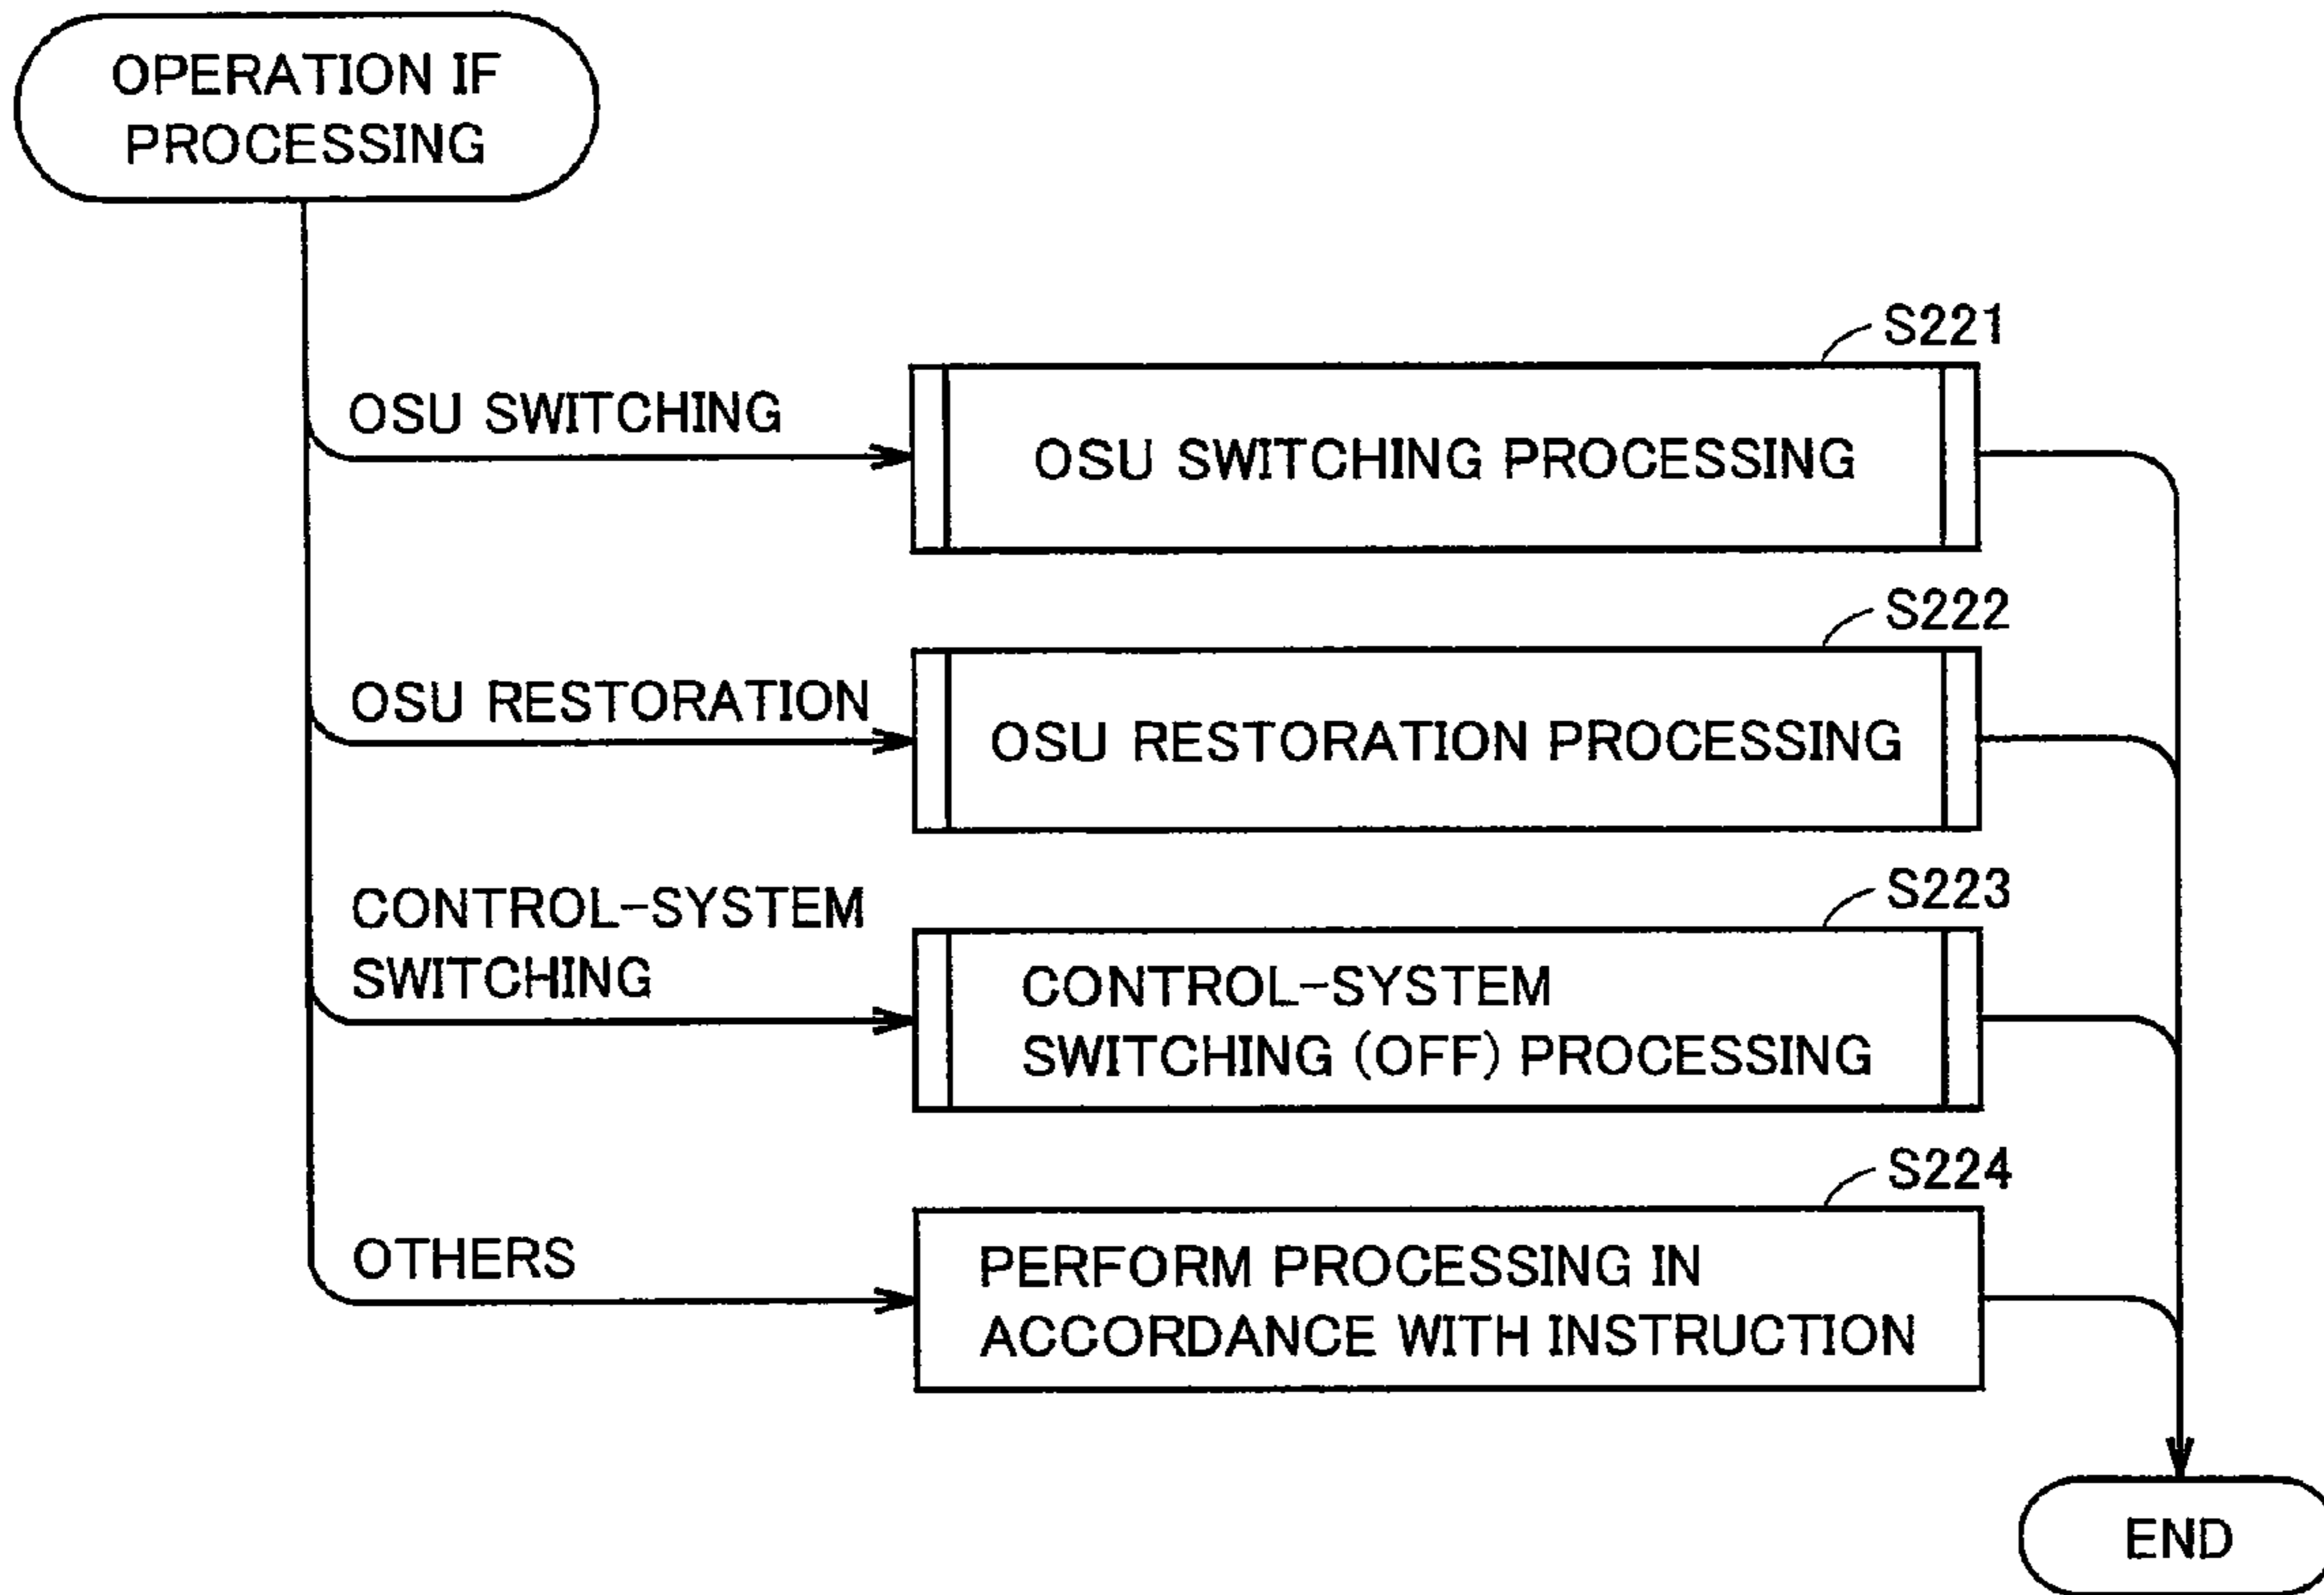 OPERATION IF
PROCESSING
S221
OSU SWITCHING
OSU SWITCHING PROCESSING
S222
OSU RESTORATION
OSU RESTORATION PROCESSING
S223
CONTROL-SYSTEM
SWITCHING
CONTROL-SYSTEM
SWITCHING (OFF) PROCESSING
S224
OTHERS
PERFORM PROCESSING IN
ACCORDANCE WITH INSTRUCTION
END